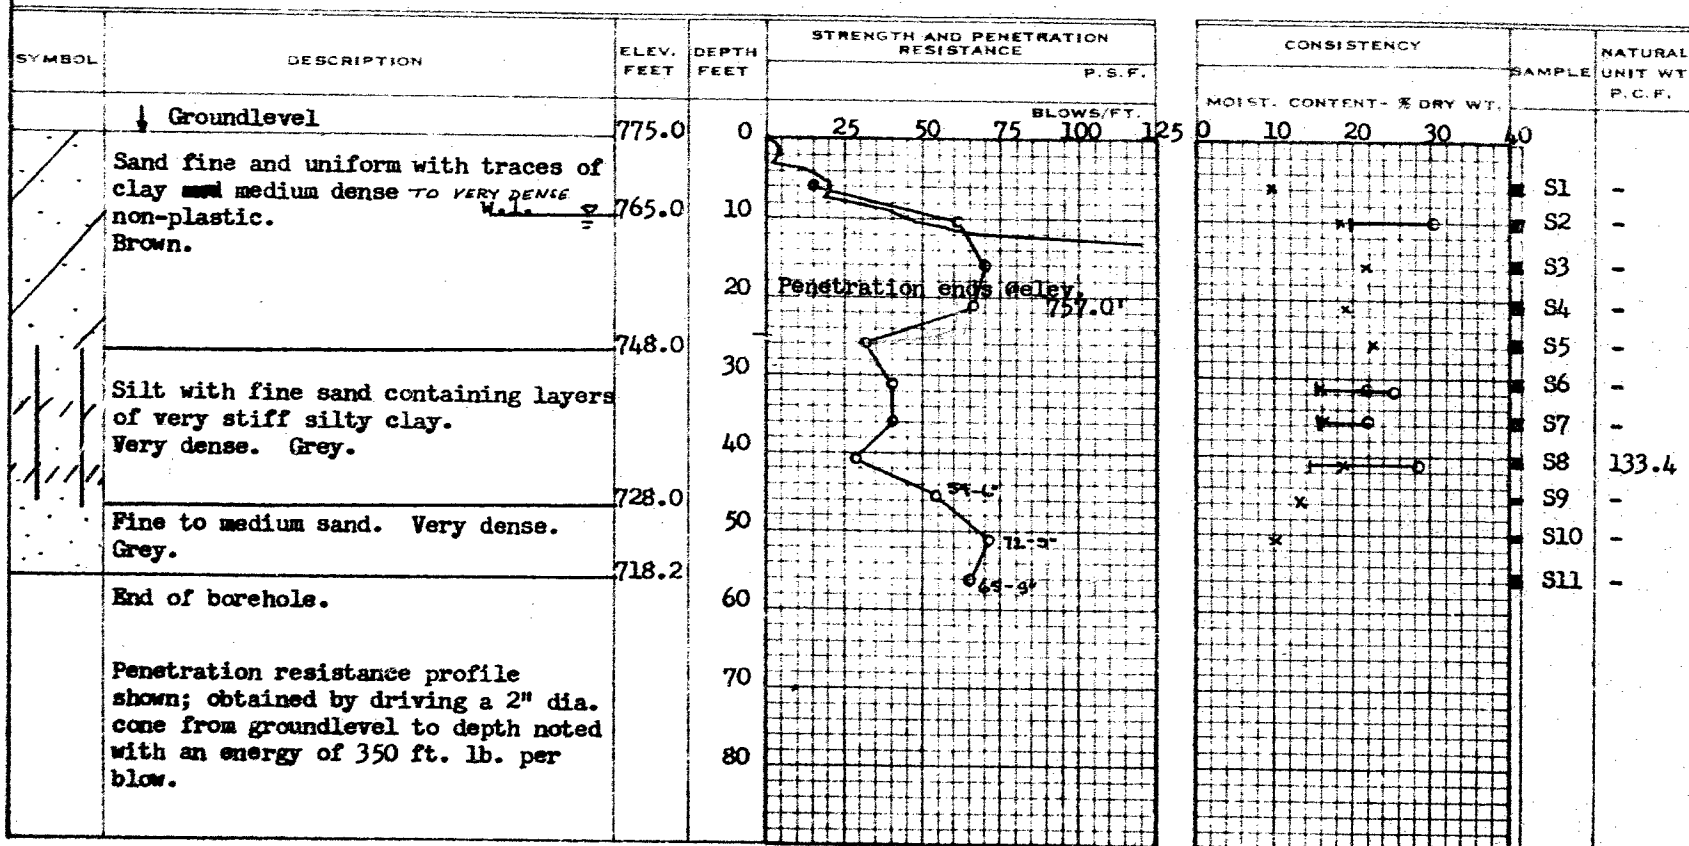 SYMBOL DESCRIPTION ELEV. FEET DEPTH FEET STRENGTH AND PENETRATION RESISTANCE P.S.F. BLOWS/FT. CONSISTENCY MOIST. CONTENT - % DRY WT. SAMPLE NATURAL UNIT WT P.C.F.
0 25 50 75 100 125 0 10 20 30 40
Groundlevel 775.0
Sand fine and uniform with traces of
clay medium dense TO VERY DENSE
non-plastic. W.L. 765.0 10
Brown.
20 Penetration ends
757.0'
748.0
30
Silt with fine sand containing layers
of very stiff silty clay.
Very dense. Grey.
40
728.0
Fine to medium sand. Very dense.
Grey.
50
718.2
End of borehole.
60
Penetration resistance profile
shown; obtained by driving a 2" dia.
cone from groundlevel to depth noted
with an energy of 350 ft. lb. per
blow.
70
80
S1 -
S2 -
S3 -
S4 -
S5 -
S6 -
S7 -
S8 133.4
S9 -
S10 -
S11 -